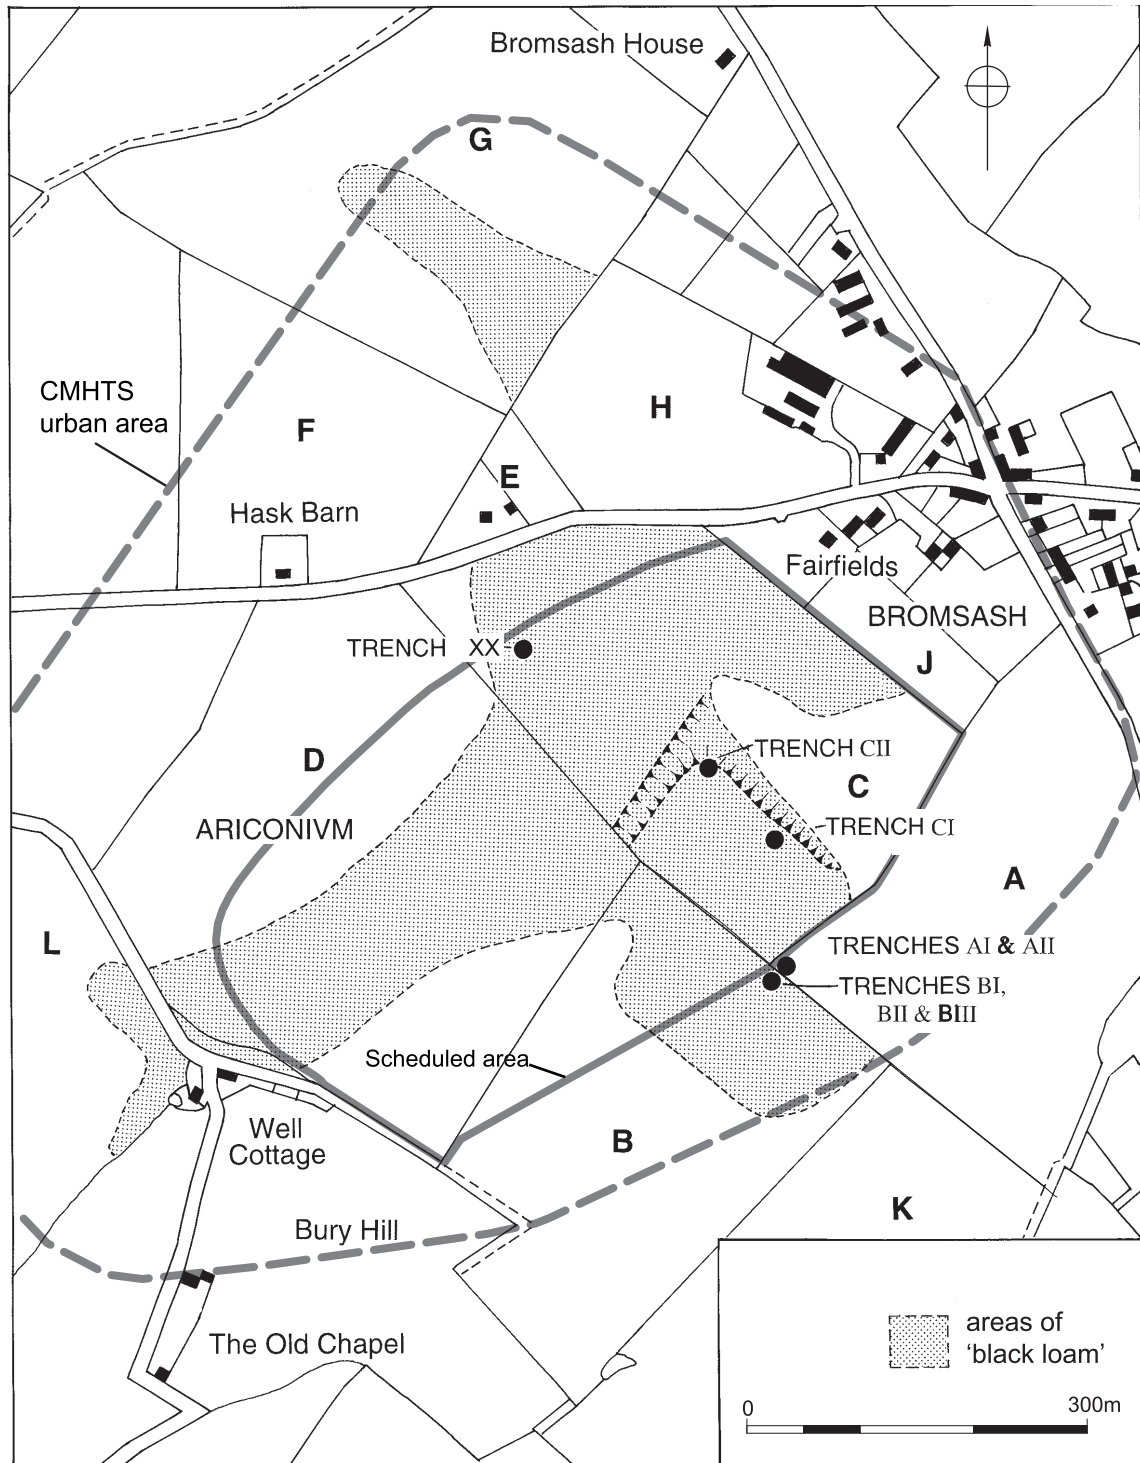 Bromsash House
G
CMHTS
urban area
F
H
E
Hask Barn
Fairfields
BROMSASH
TRENCH XX
J
D
TRENCH CII
C
ARICONIVM
TRENCH CI
A
L
TRENCHES AI & AII
TRENCHES BI,
BII & BIII
Scheduled area
Well
Cottage
B
K
Bury Hill
The Old Chapel
areas of
‘black loam’
0
300m